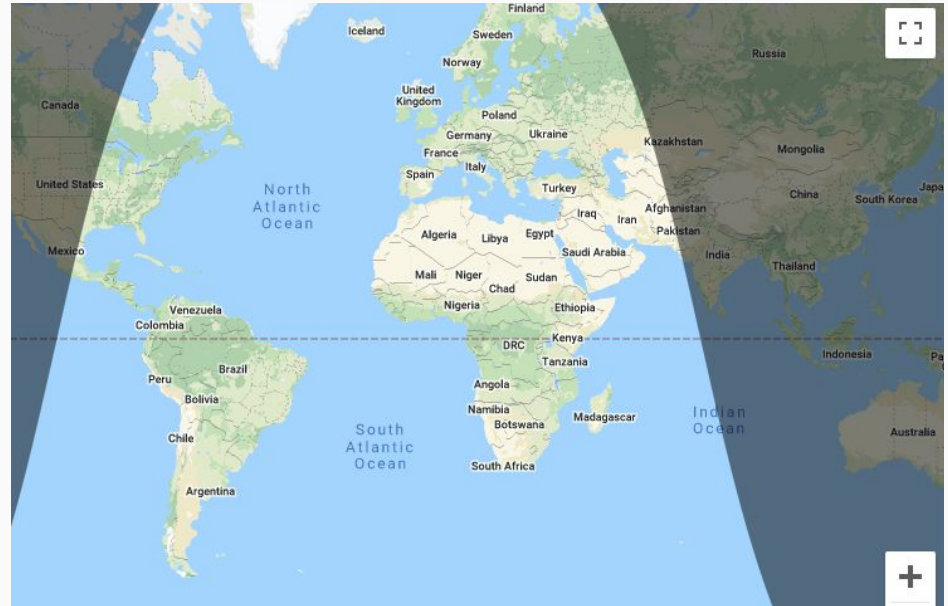 Finland
Iceland
Sweden
Norway
Russia
United
Kingdom
Canada
Poland
Germany
Ukraine
Kazakhstan
Mongolia
France
Italy
Spain
United States
North
Atlantic
Ocean
Turkey
China
Japa
South Korea
Iraq
Iran
Afghanistan
Pakistan
Algeria
Libya
Egypt
Mexico
Saudi Arabia
India
Thailand
Mali
Niger
Sudan
Chad
Venezuela
Nigeria
Ethiopia
Colombia
DRC
Kenya
Indonesia
Pa
Peru
Brazil
Tanzania
Bolivia
Angola
Namibia
Botswana
Madagascar
Indian
Ocean
Chile
South
Atlantic
Ocean
Australia
South Africa
Argentina